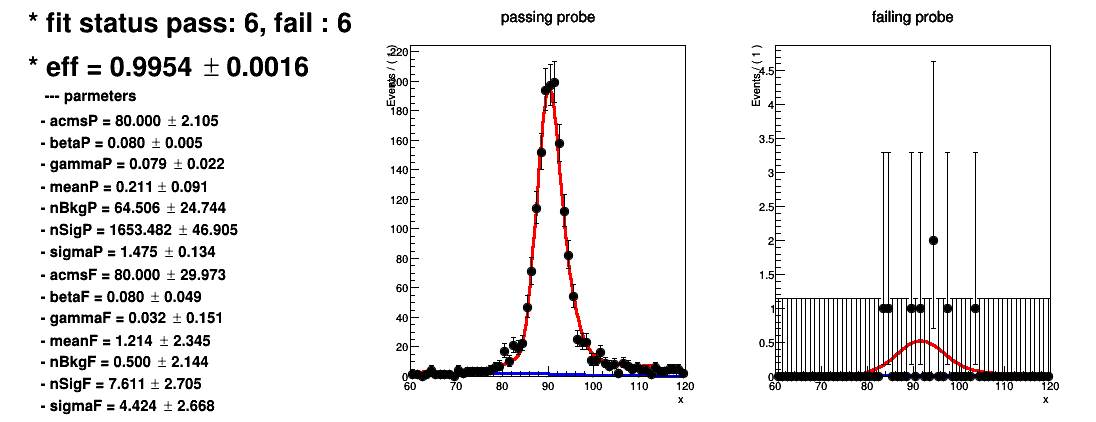 * fit status pass: 6, fail : 6
* eff = 0.9954 ± 0.0016
--- parmeters
- acmsP = 80.000 ± 2.105
- betaP = 0.080 ± 0.005
- gammaP = 0.079 ± 0.022
- meanP = 0.211 ± 0.091
- nBkgP = 64.506 ± 24.744
- nSigP = 1653.482 ± 46.905
- sigmaP = 1.475 ± 0.134
- acmsF = 80.000 ± 29.973
- betaF = 0.080 ± 0.049
- gammaF = 0.032 ± 0.151
- meanF = 1.214 ± 2.345
- nBkgF = 0.500 ± 2.144
- nSigF = 7.611 ± 2.705
- sigmaF = 4.424 ± 2.668
passing probe
Events / ( 1 )
220
200
180
160
140
120
100
80
60
40
20
0
60 70 80 90 100 110 120
x
failing probe
Events / ( 1 )
4.5
4
3.5
3
2.5
2
1.5
1
0.5
0
60 70 80 90 100 110 120
x